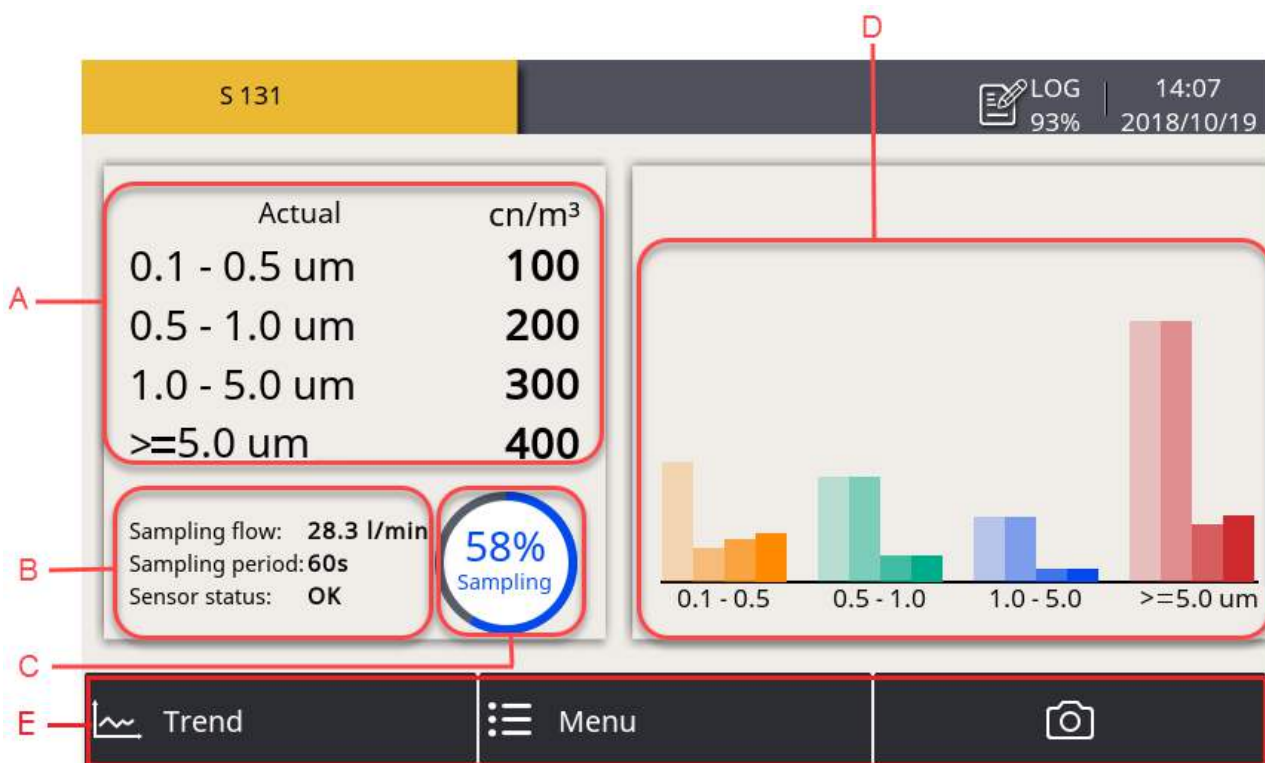 D
S 131
LOG
93%
14:07
2018/10/19
A
Actual cn/m³
0.1 - 0.5 um 100
0.5 - 1.0 um 200
1.0 - 5.0 um 300
>=5.0 um 400
B
Sampling flow: 28.3 l/min
Sampling period: 60s
Sensor status: OK
C
58%
Sampling
0.1 - 0.5 0.5 - 1.0 1.0 - 5.0 >=5.0 um
E
Trend Menu